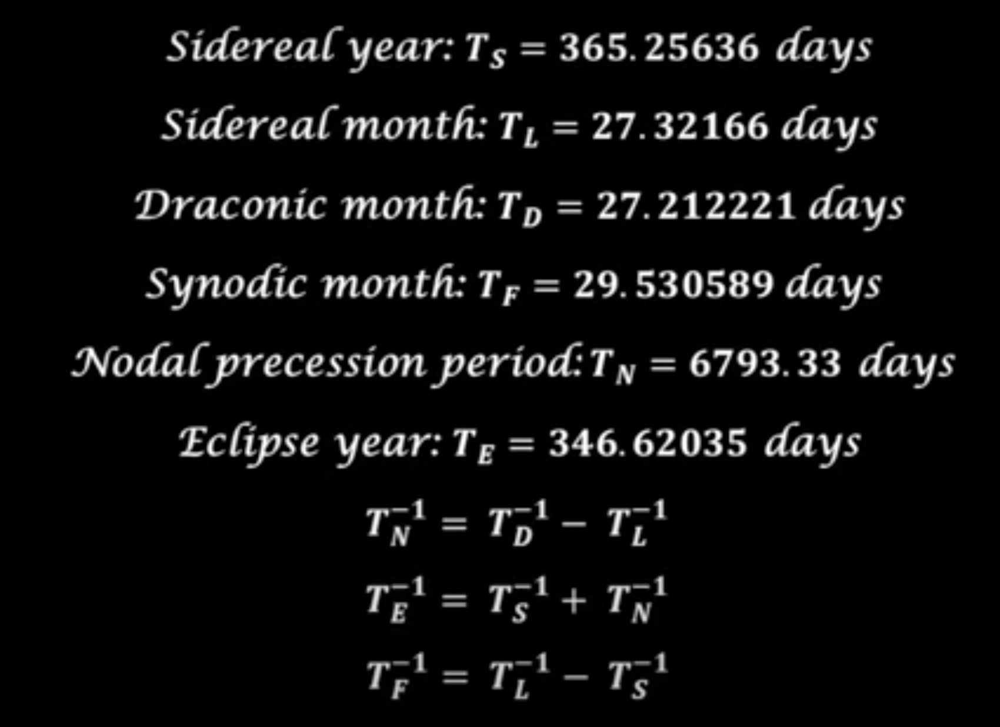 Sidereal year: T_S = 365.25636 days
Sidereal month: T_L = 27.32166 days
Draconic month: T_D = 27.212221 days
Synodic month: T_F = 29.530589 days
Nodal precession period: T_N = 6793.33 days
Eclipse year: T_E = 346.62035 days
T_N^{-1} = T_D^{-1} - T_L^{-1}
T_E^{-1} = T_S^{-1} + T_N^{-1}
T_F^{-1} = T_L^{-1} - T_S^{-1}